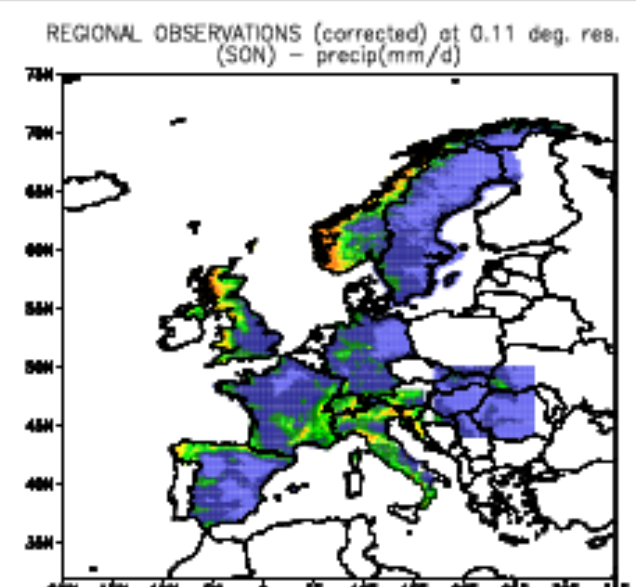 REGIONAL OBSERVATIONS (corrected) at 0.11 deg. res.
(SON) – precip(mm/d)
75N
70N
65N
60N
55N
50N
45N
40N
35N